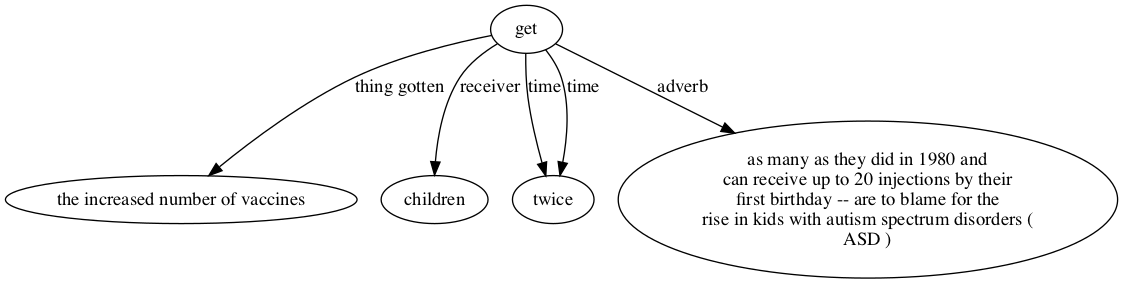 get
thing gotten
receiver
time
time
adverb
the increased number of vaccines
children
twice
as many as they did in 1980 and
can receive up to 20 injections by their
first birthday -- are to blame for the
rise in kids with autism spectrum disorders (
ASD )